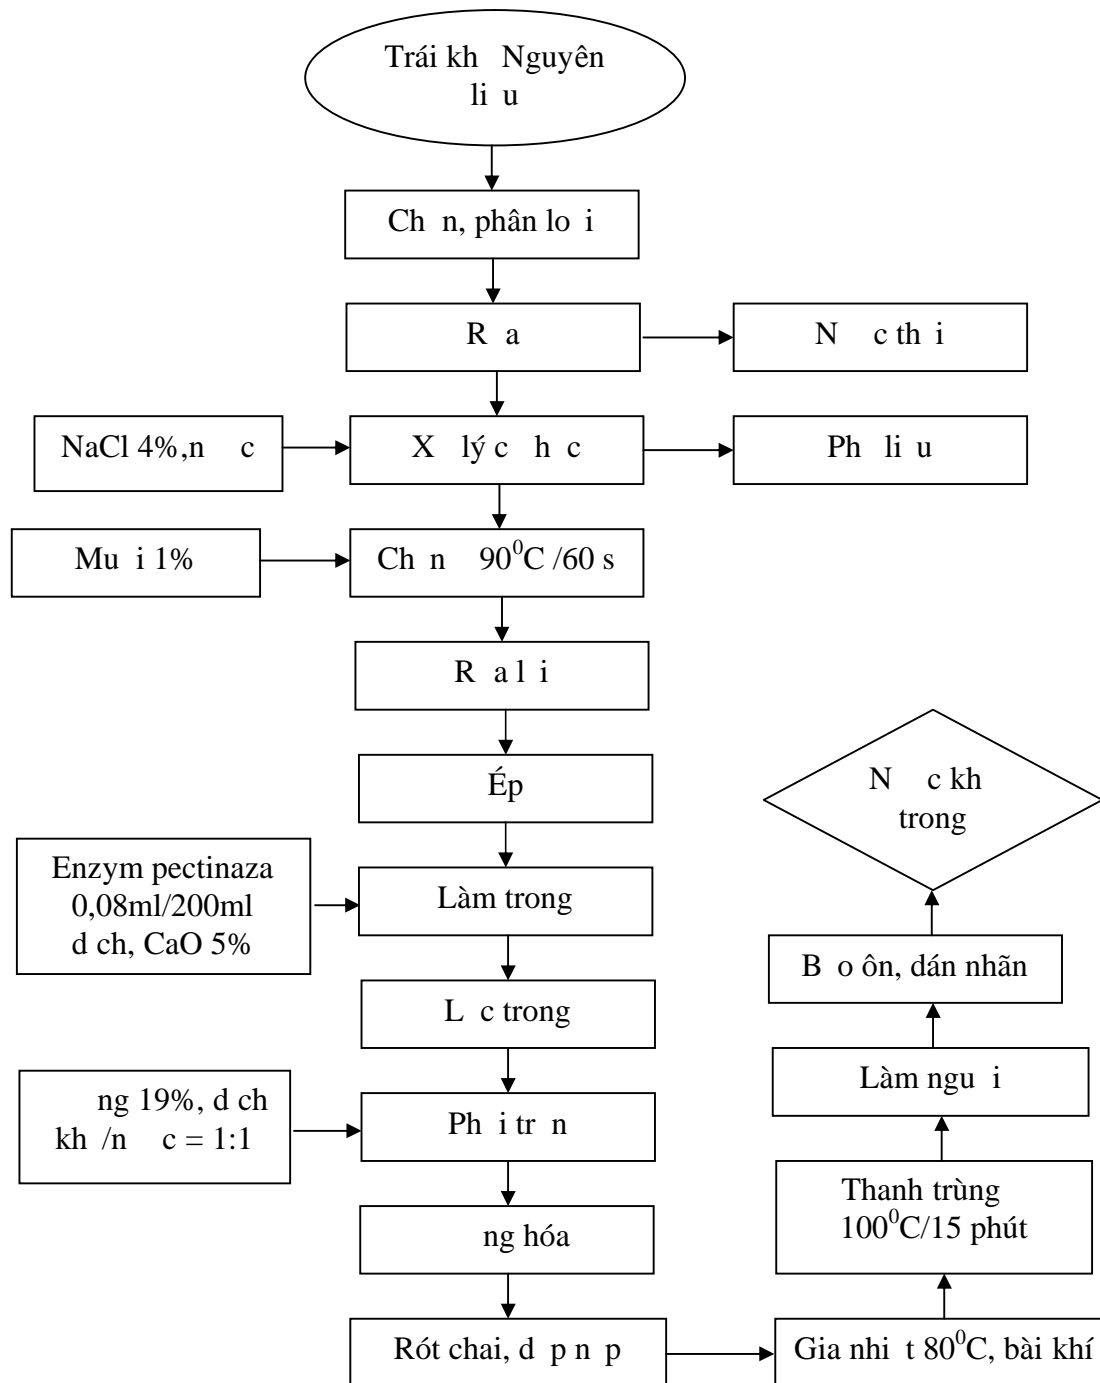 Trái kh Nguyên
li u
Ch n, phân lo i
R a
N c th i
NaCl 4%,n c
X lý c h c
Ph li u
Mu i 1%
Ch n 90⁰C /60 s
R a l i
Ép
Enzym pectinaza
0,08ml/200ml
d ch, CaO 5%
Làm trong
L c trong
ng 19%, d ch
kh /n c = 1:1
Ph i tr n
ng hóa
Rót chai, d p n p
Gia nhi t 80⁰C, bài khí
Thanh trùng
100⁰C/15 phút
Làm ngu i
B o ôn, dán nhãn
N c kh
trong